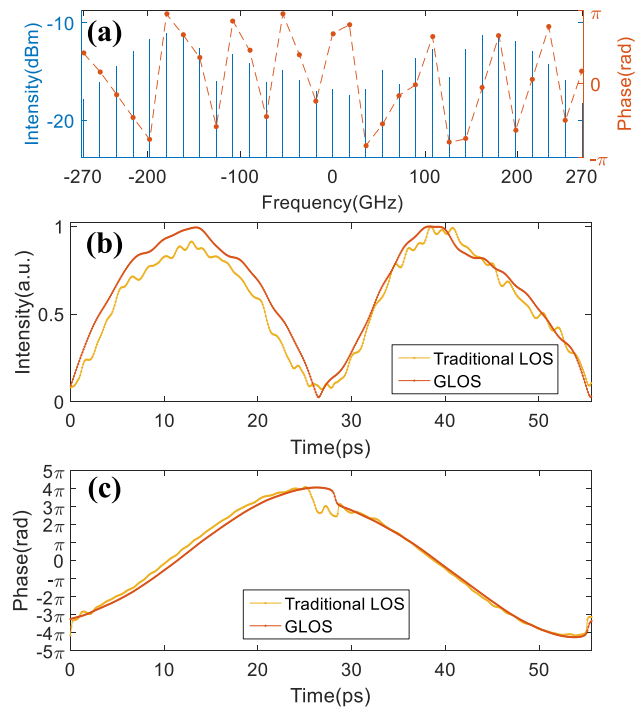 (a)
Intensity(dBm)
-10
-20
π
0
-π
Phase(rad)
-270 -200 -100 0 100 200 270
Frequency(GHz)
(b)
Intensity(a.u.)
1
0.5
0
Traditional LOS
GLOS
0 10 20 30 40 50
Time(ps)
(c)
Phase(rad)
5π
4π
3π
2π
π
0
-π
-2π
-3π
-4π
-5π
Traditional LOS
GLOS
0 10 20 30 40 50
Time(ps)